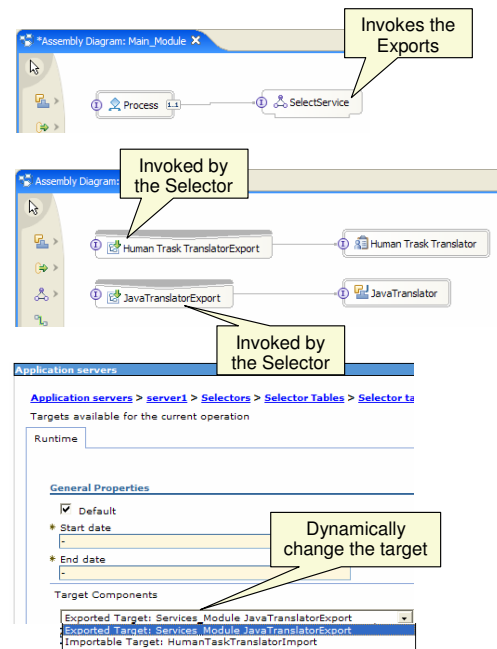 Invokes the
Exports
*Assembly Diagram: Main_Module
Process 1..1
SelectService
Invoked by
the Selector
Assembly Diagram:
Human Trask TranslatorExport
Human Task Translator
JavaTranslatorExport
JavaTranslator
Invoked by
the Selector
Application servers
Application servers > server1 > Selectors > Selector Tables > Selector ta
Targets available for the current operation
Runtime
General Properties
Default
* Start date
-
* End date
-
Dynamically
change the target
Target Components
Exported Target: Services_Module JavaTranslatorExport
Exported Target: Services_Module JavaTranslatorExport
Importable Target: HumanTaskTranslatorImport